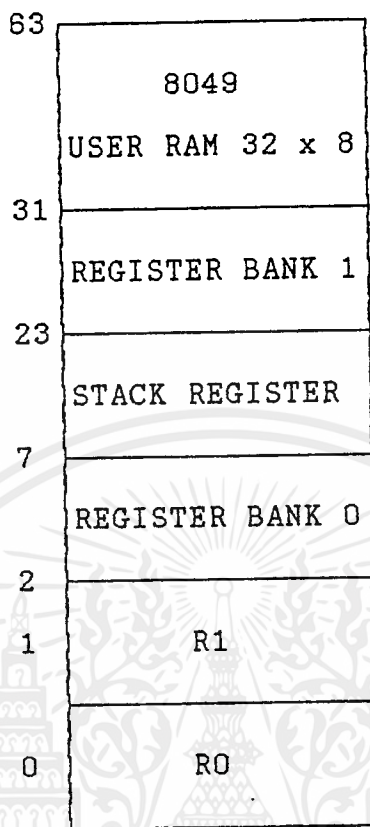 63
8049
USER RAM 32 x 8
31
REGISTER BANK 1
23
STACK REGISTER
7
REGISTER BANK 0
2
1 R1
0 R0